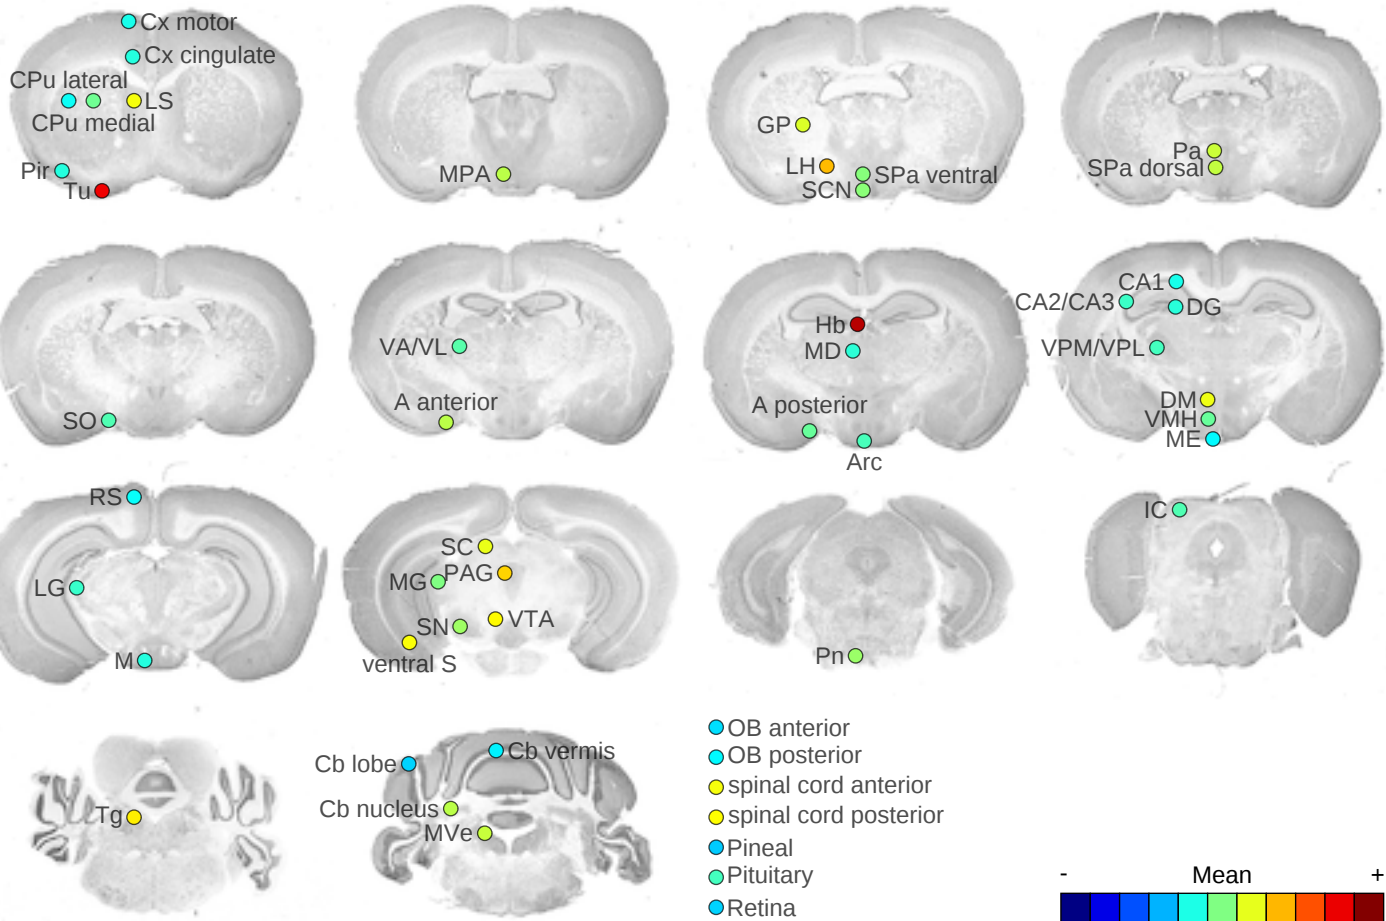 Cx motor
Cx cingulate
CPu lateral
LS
CPu medial
Pir
Tu
MPA
GP
LH
SPa ventral
SCN
Pa
SPa dorsal
SO
VA/VL
A anterior
Hb
MD
A posterior
Arc
CA1
CA2/CA3
DG
VPM/VPL
DM
VMH
ME
RS
LG
M
SC
PAG
MG
VTA
SN
ventral S
Pn
IC
Tg
Cb vermis
Cb lobe
Cb nucleus
MVe
OB anterior
OB posterior
spinal cord anterior
spinal cord posterior
Pineal
Pituitary
Retina
- Mean +